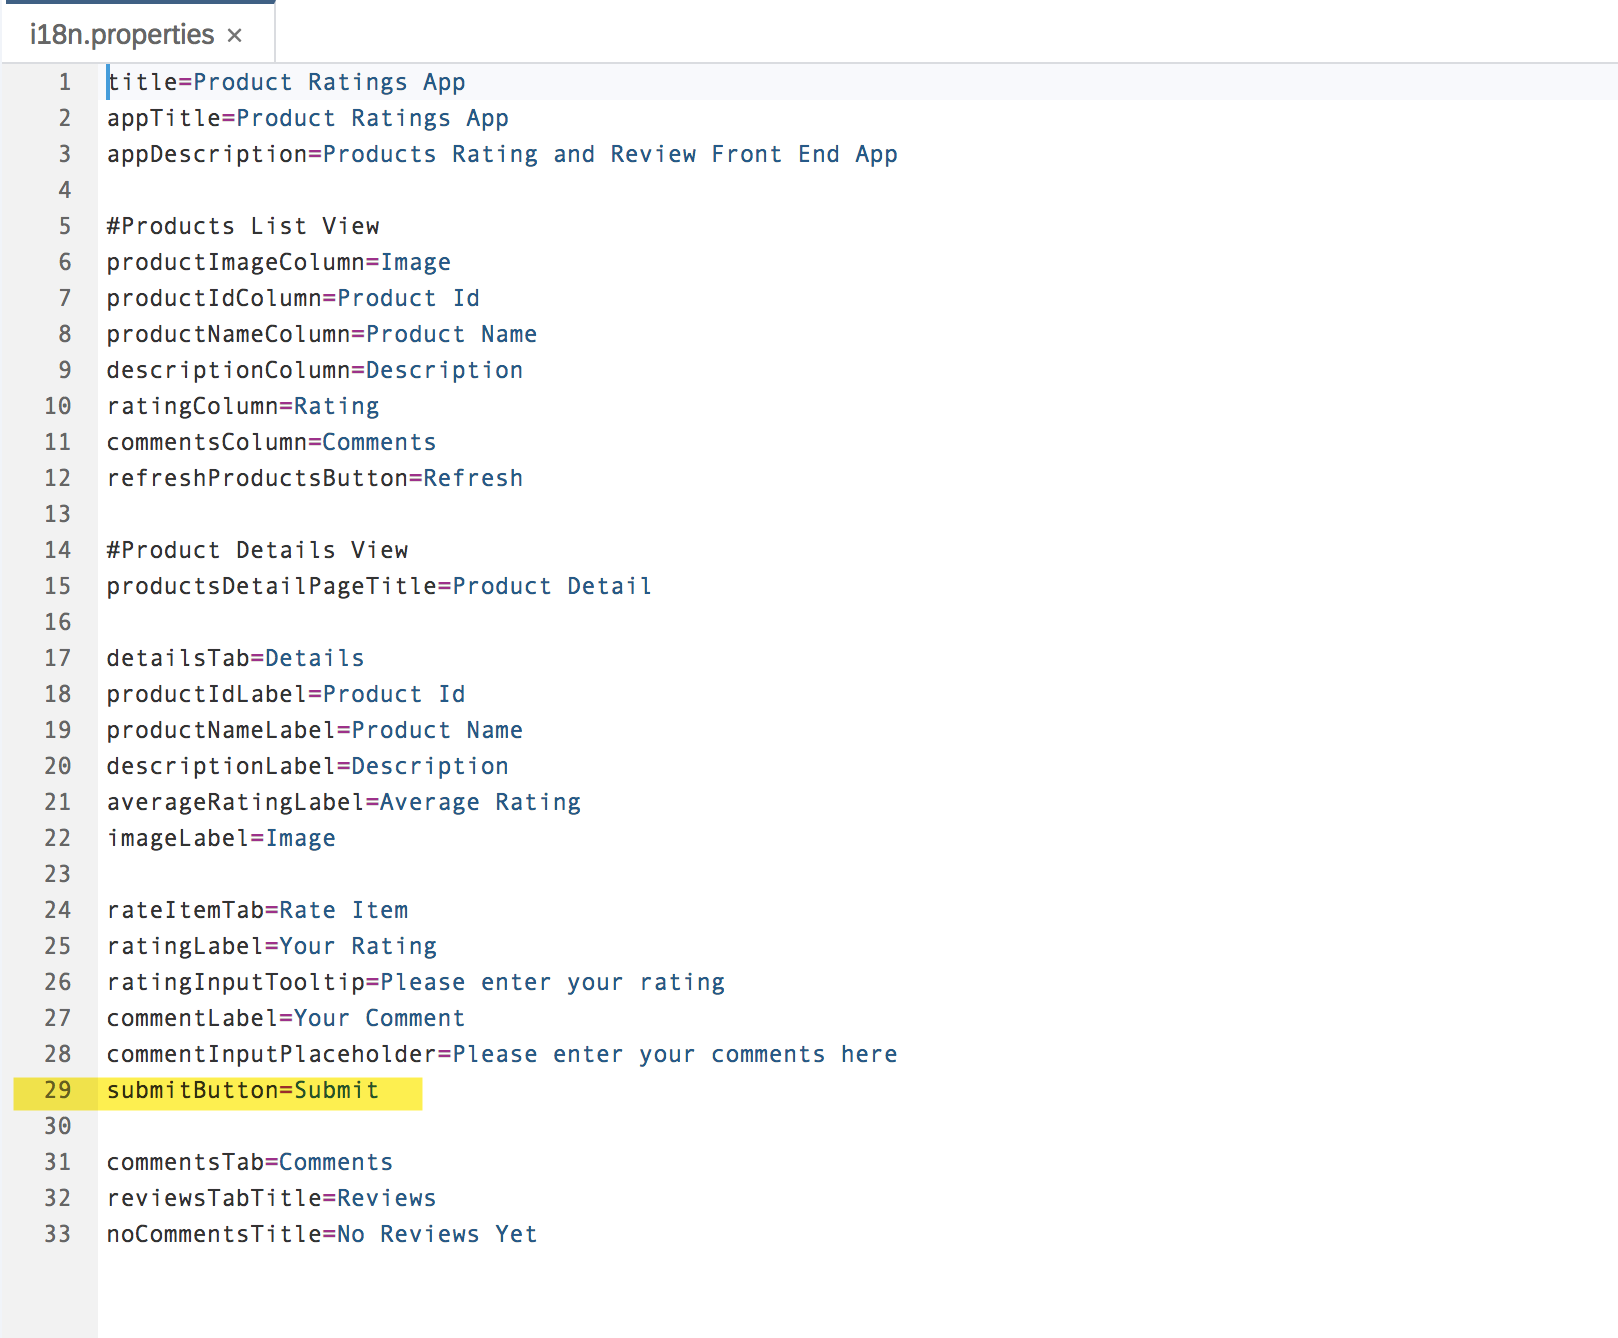 i18n.properties ×
1 title=Product Ratings App
2 appTitle=Product Ratings App
3 appDescription=Products Rating and Review Front End App
4
5 #Products List View
6 productImageColumn=Image
7 productIdColumn=Product Id
8 productNameColumn=Product Name
9 descriptionColumn=Description
10 ratingColumn=Rating
11 commentsColumn=Comments
12 refreshProductsButton=Refresh
13
14 #Product Details View
15 productsDetailPageTitle=Product Detail
16
17 detailsTab=Details
18 productIdLabel=Product Id
19 productNameLabel=Product Name
20 descriptionLabel=Description
21 averageRatingLabel=Average Rating
22 imageLabel=Image
23
24 rateItemTab=Rate Item
25 ratingLabel=Your Rating
26 ratingInputTooltip=Please enter your rating
27 commentLabel=Your Comment
28 commentInputPlaceholder=Please enter your comments here
29 submitButton=Submit
30
31 commentsTab=Comments
32 reviewsTabTitle=Reviews
33 noCommentsTitle=No Reviews Yet